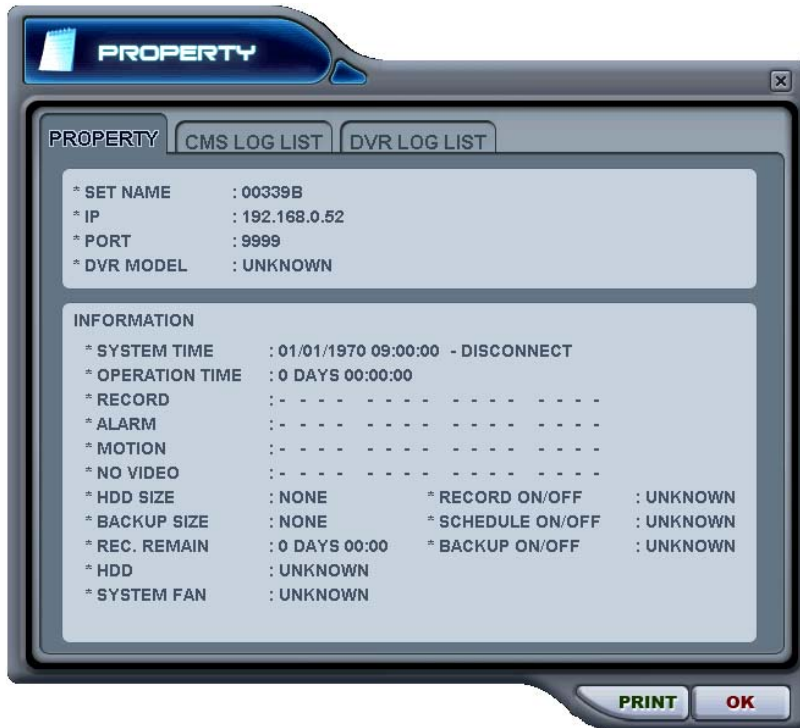 PROPERTY
PROPERTY CMS LOG LIST DVR LOG LIST
* SET NAME : 00339B
* IP : 192.168.0.52
* PORT : 9999
* DVR MODEL : UNKNOWN
INFORMATION
* SYSTEM TIME : 01/01/1970 09:00:00 - DISCONNECT
* OPERATION TIME : 0 DAYS 00:00:00
* RECORD : - - - - - - - - - - - - - - - -
* ALARM : - - - - - - - - - - - - - - - -
* MOTION : - - - - - - - - - - - - - - - -
* NO VIDEO : - - - - - - - - - - - - - - - -
* HDD SIZE : NONE * RECORD ON/OFF : UNKNOWN
* BACKUP SIZE : NONE * SCHEDULE ON/OFF : UNKNOWN
* REC. REMAIN : 0 DAYS 00:00 * BACKUP ON/OFF : UNKNOWN
* HDD : UNKNOWN
* SYSTEM FAN : UNKNOWN
PRINT OK